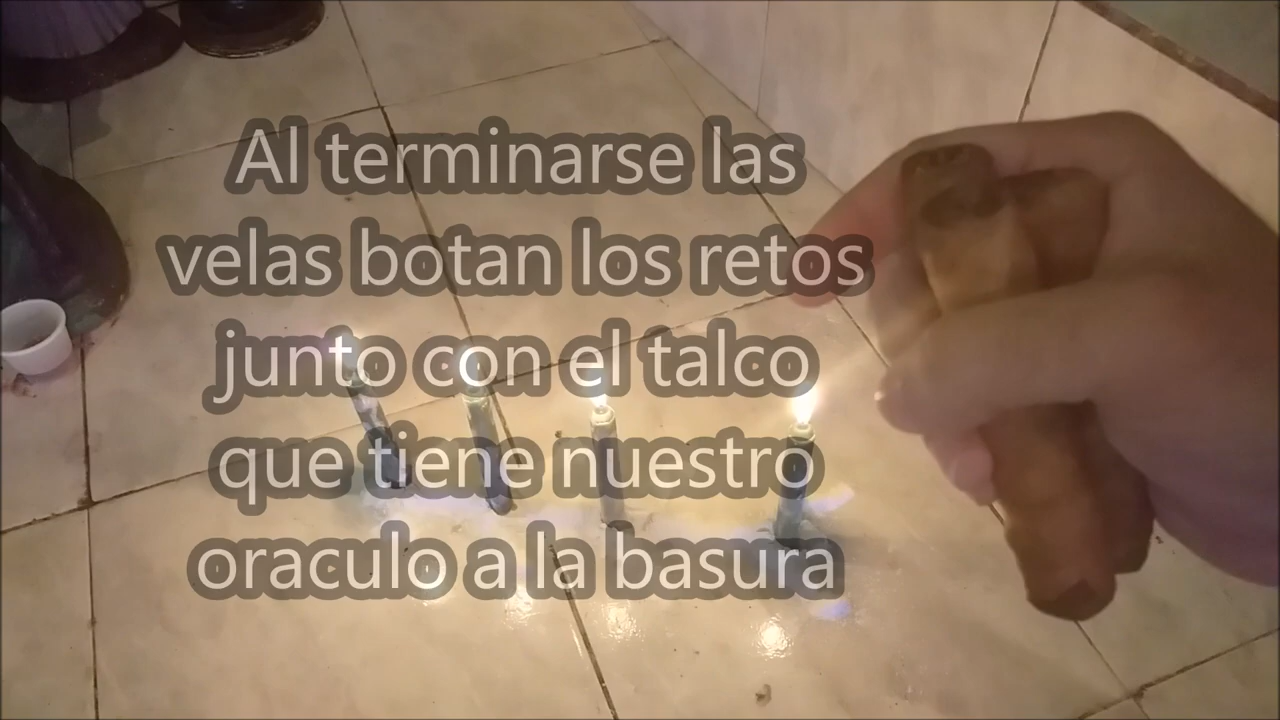 Al terminarse las
velas botan los retos
junto con el talco
que tiene nuestro
oraculo a la basura